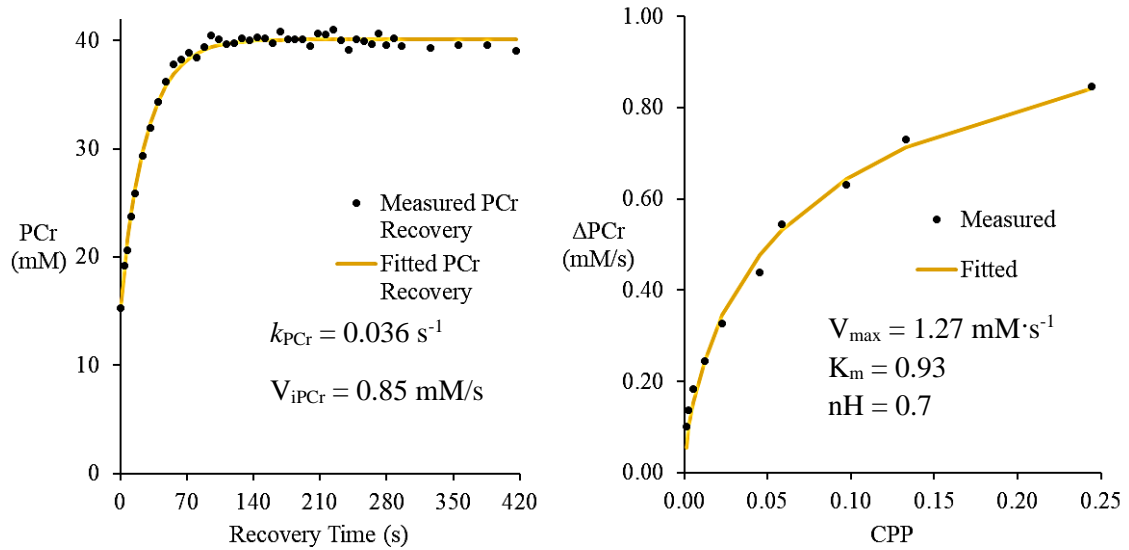 40
30
20
10
0
PCr
(mM)
Measured PCr
Recovery
Fitted PCr
Recovery
kPCr = 0.036 s-1
ViPCr = 0.85 mM/s
0 70 140 210 280 350 420
Recovery Time (s)
0.80
0.60
0.40
0.20
0.00
ΔPCr
(mM/s)
Measured
Fitted
Vmax = 1.27 mM·s-1
Km = 0.93
nH = 0.7
0.00 0.05 0.10 0.15 0.20 0.25
CPP